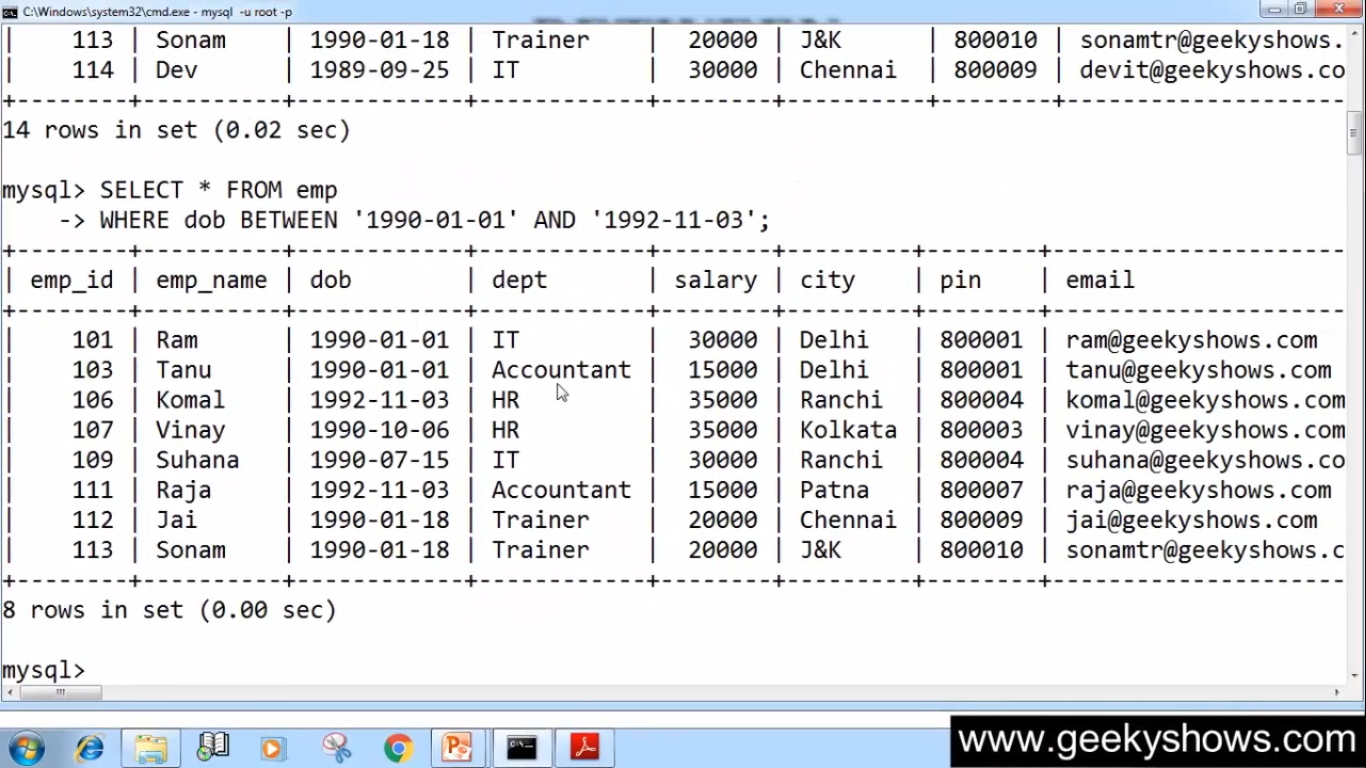 C:\Windows\system32\cmd.exe - mysql -u root -p
| 113 | Sonam | 1990-01-18 | Trainer | 20000 | J&K | 800010 | sonamtr@geekyshows.
| 114 | Dev | 1989-09-25 | IT | 30000 | Chennai | 800009 | devit@geekyshows.co
+--------+----------+------------+------------+--------+---------+--------+--------------------
14 rows in set (0.02 sec)
mysql> SELECT * FROM emp
-> WHERE dob BETWEEN '1990-01-01' AND '1992-11-03';
+--------+----------+------------+------------+--------+---------+--------+--------------------
| emp_id | emp_name | dob | dept | salary | city | pin | email
+--------+----------+------------+------------+--------+---------+--------+--------------------
| 101 | Ram | 1990-01-01 | IT | 30000 | Delhi | 800001 | ram@geekyshows.com
| 103 | Tanu | 1990-01-01 | Accountant | 15000 | Delhi | 800001 | tanu@geekyshows.com
| 106 | Komal | 1992-11-03 | HR | 35000 | Ranchi | 800004 | komal@geekyshows.com
| 107 | Vinay | 1990-10-06 | HR | 35000 | Kolkata | 800003 | vinay@geekyshows.com
| 109 | Suhana | 1990-07-15 | IT | 30000 | Ranchi | 800004 | suhana@geekyshows.co
| 111 | Raja | 1992-11-03 | Accountant | 15000 | Patna | 800007 | raja@geekyshows.com
| 112 | Jai | 1990-01-18 | Trainer | 20000 | Chennai | 800009 | jai@geekyshows.com
| 113 | Sonam | 1990-01-18 | Trainer | 20000 | J&K | 800010 | sonamtr@geekyshows.c
+--------+----------+------------+------------+--------+---------+--------+--------------------
8 rows in set (0.00 sec)
mysql>
www.geekyshows.com